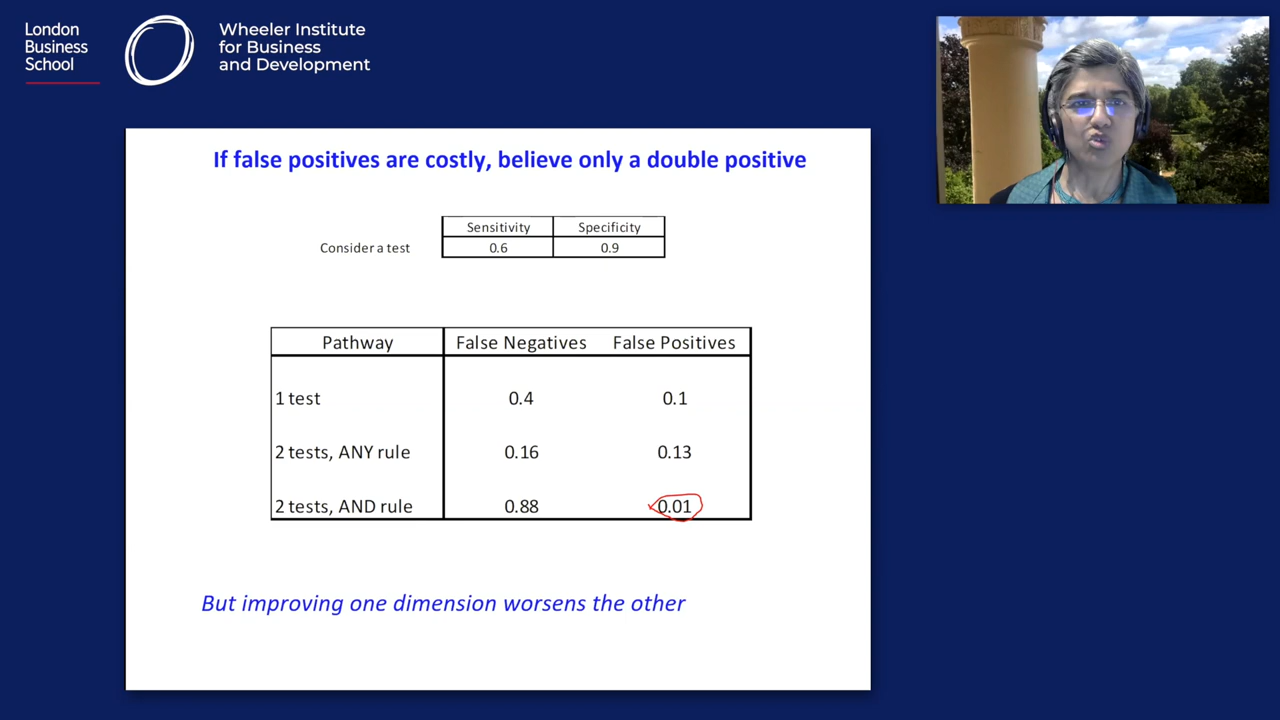 London
Business
School
Wheeler Institute
for Business
and Development
If false positives are costly, believe only a double positive
Sensitivity Specificity
Consider a test 0.6 0.9
Pathway False Negatives False Positives
1 test 0.4 0.1
2 tests, ANY rule 0.16 0.13
2 tests, AND rule 0.88 0.01
But improving one dimension worsens the other